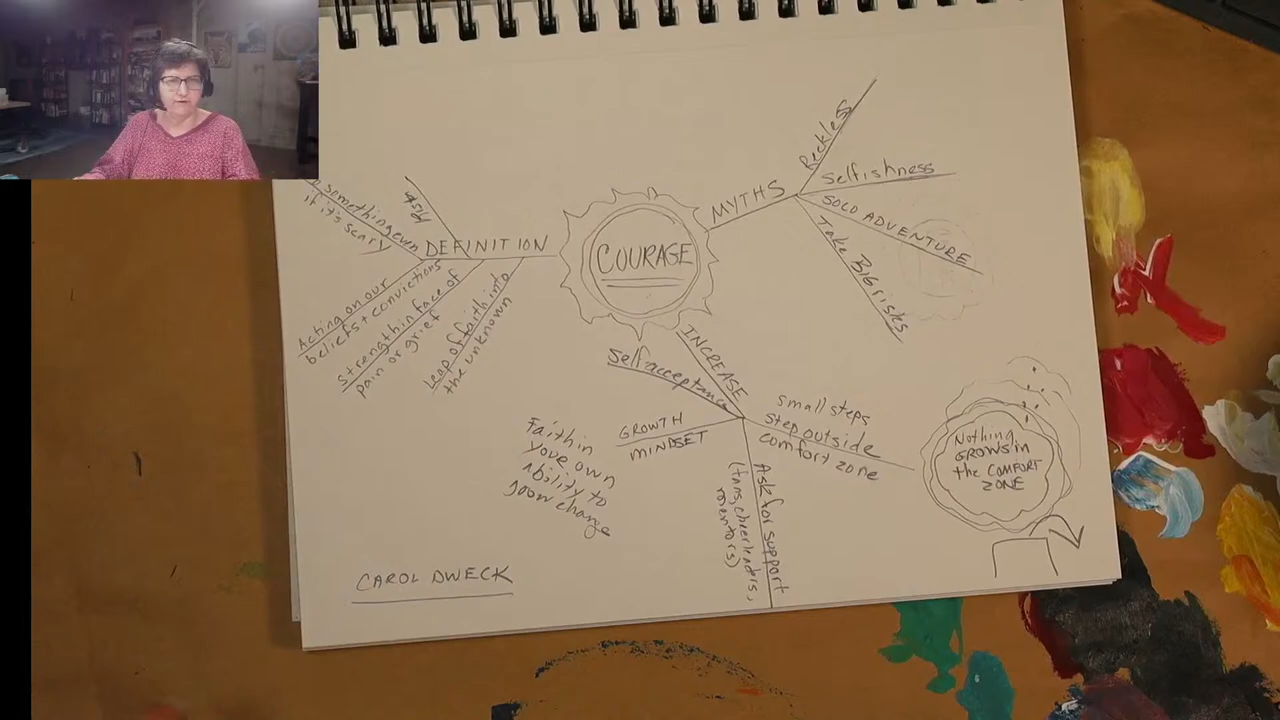 COURAGE
DEFINITION
Risk
something even
if it's scary
Acting on our
beliefs + convictions
Strength in face of
pain or grief
Leap of faith into
the unknown
MYTHS
Reckless
Selfishness
SOLO ADVENTURE
Take BIG risks
INCREASE
Self acceptance
GROWTH
MINDSET
Faith in
your own
ability to
grow change
small steps
step outside
comfort zone
Ask for support
cheerleaders,
mentors)
Nothing
GROWS in
the COMFORT
ZONE
CAROL DWECK